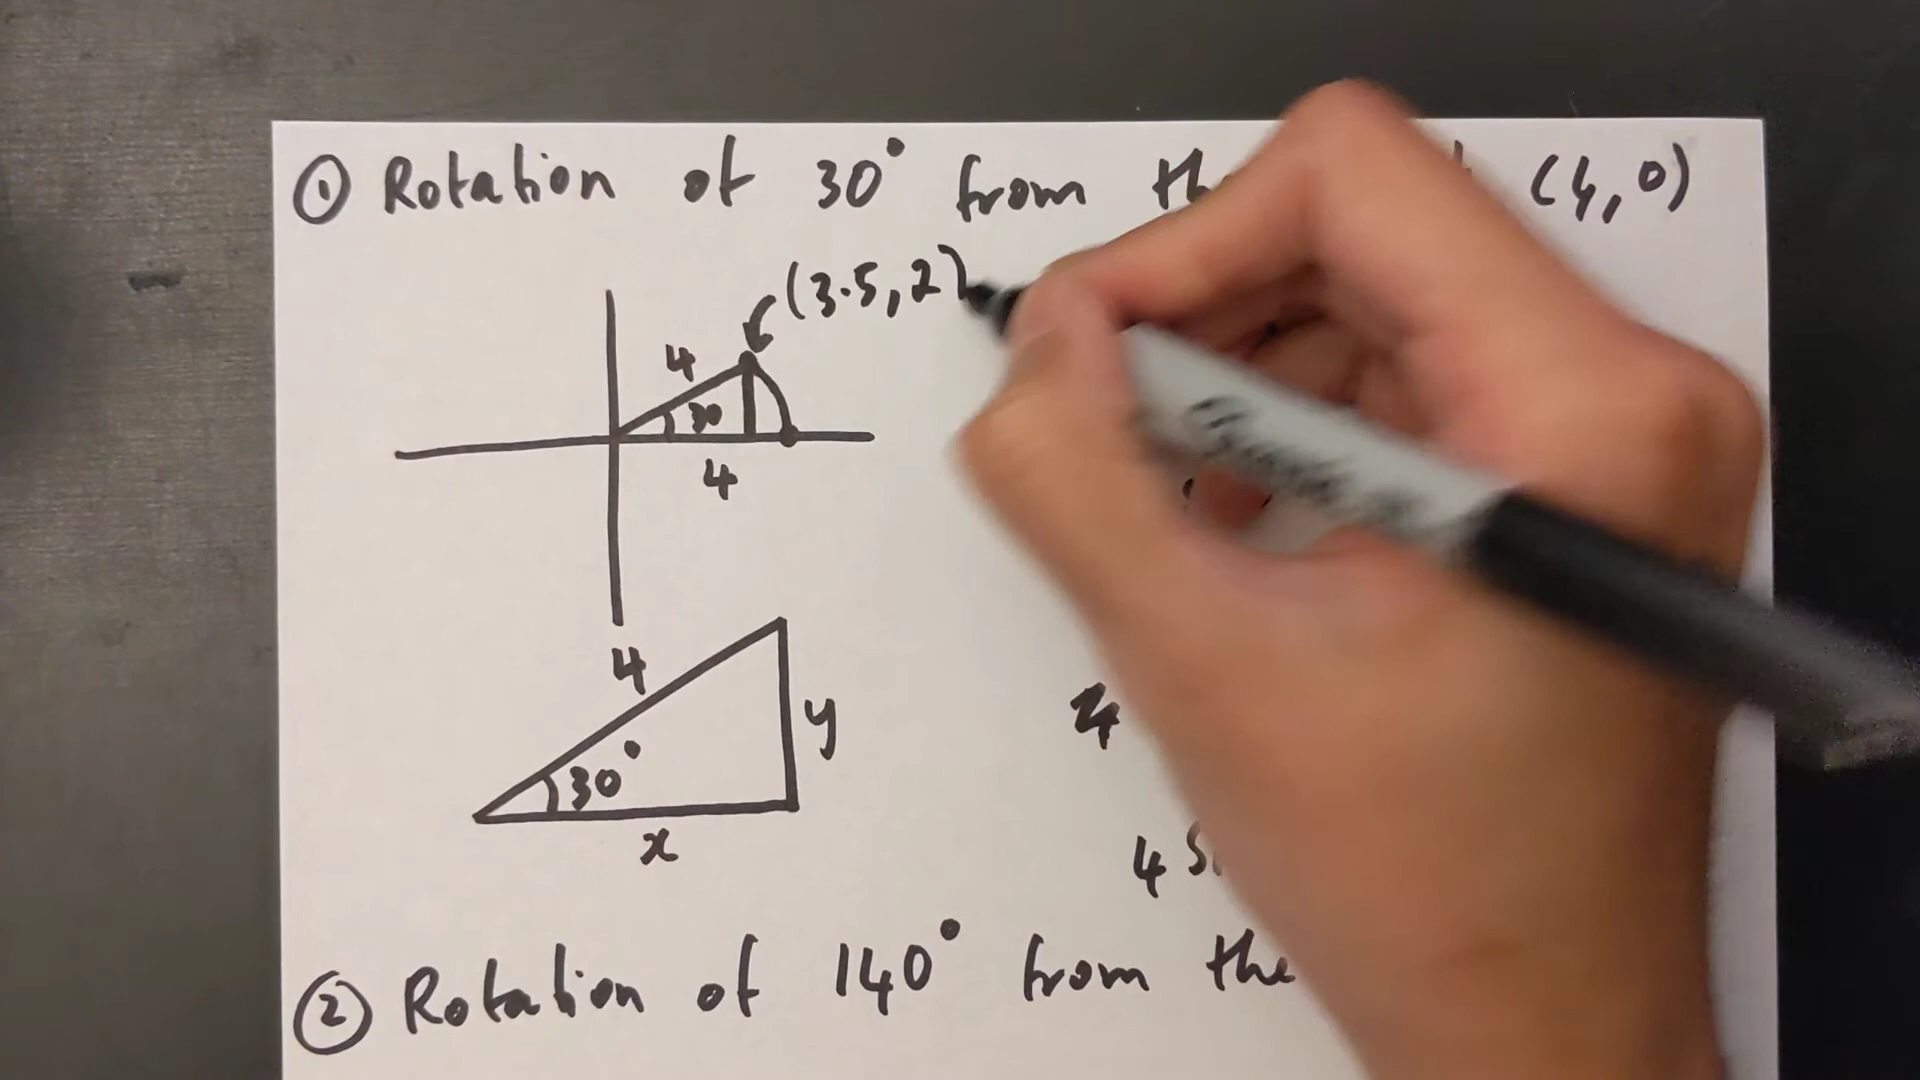 ① Rotation of 30° from the (4,0)
(3.5,2)
4
30
4
4
y
30°
4
x
4 Si
② Rotation of 140° from the